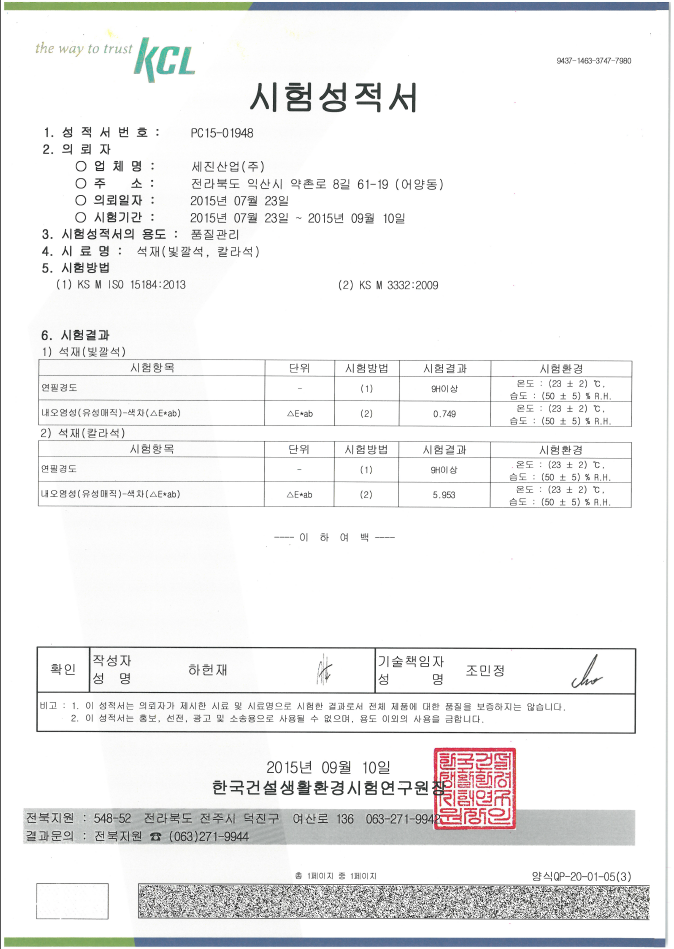 the way to trust KCL
9437-1463-3747-7980
시험성적서
1. 성 적 서 번 호 : PC15-01948
2. 의 뢰 자
○ 업 체 명 : 세진산업(주)
○ 주 소 : 전라북도 익산시 약촌로 8길 61-19 (어양동)
○ 의뢰일자 : 2015년 07월 23일
○ 시험기간 : 2015년 07월 23일 ~ 2015년 09월 10일
3. 시험성적서의 용도 : 품질관리
4. 시 료 명 : 석재(빛깔석, 칼라석)
5. 시험방법
(1) KS M ISO 15184:2013 (2) KS M 3332:2009
6. 시험결과
1) 석재(빛깔석)
시험항목 단위 시험방법 시험결과 시험환경
연필경도 - (1) 9H이상 온도 : (23 ± 2) ℃, 습도 : (50 ± 5) % R.H.
내오염성(유성매직)-색차(△E*ab) △E*ab (2) 0.749 온도 : (23 ± 2) ℃, 습도 : (50 ± 5) % R.H.
2) 석재(칼라석)
시험항목 단위 시험방법 시험결과 시험환경
연필경도 - (1) 9H이상 온도 : (23 ± 2) ℃, 습도 : (50 ± 5) % R.H.
내오염성(유성매직)-색차(△E*ab) △E*ab (2) 5.953 온도 : (23 ± 2) ℃, 습도 : (50 ± 5) % R.H.
---- 이 하 여 백 ----
확인 작성자 성 명 하헌재 기술책임자 성 명 조민정
비고 : 1. 이 성적서는 의뢰자가 제시한 시료 및 시료명으로 시험한 결과로서 전체 제품에 대한 품질을 보증하지는 않습니다.
2. 이 성적서는 홍보, 선전, 광고 및 소송용으로 사용될 수 없으며, 용도 이외의 사용을 금합니다.
2015년 09월 10일
한국건설생활환경시험연구원장
전북지원 : 548-52 전라북도 전주시 덕진구 여산로 136 063-271-9942
결과문의 : 전북지원 ☎ (063)271-9944
총 1페이지 중 1페이지
양식QP-20-01-05(3)